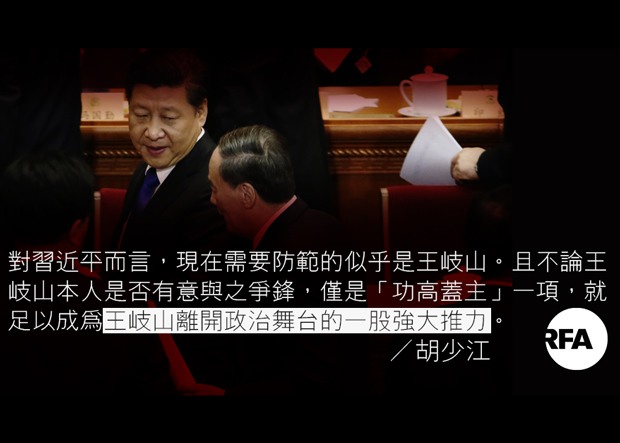 對習近平而言，現在需要防範的似乎是王岐山。且不論王
岐山本人是否有意與之爭鋒，僅是「功高蓋主」一項，就
足以成爲王岐山離開政治舞台的一股強大推力。
／胡少江
RFA